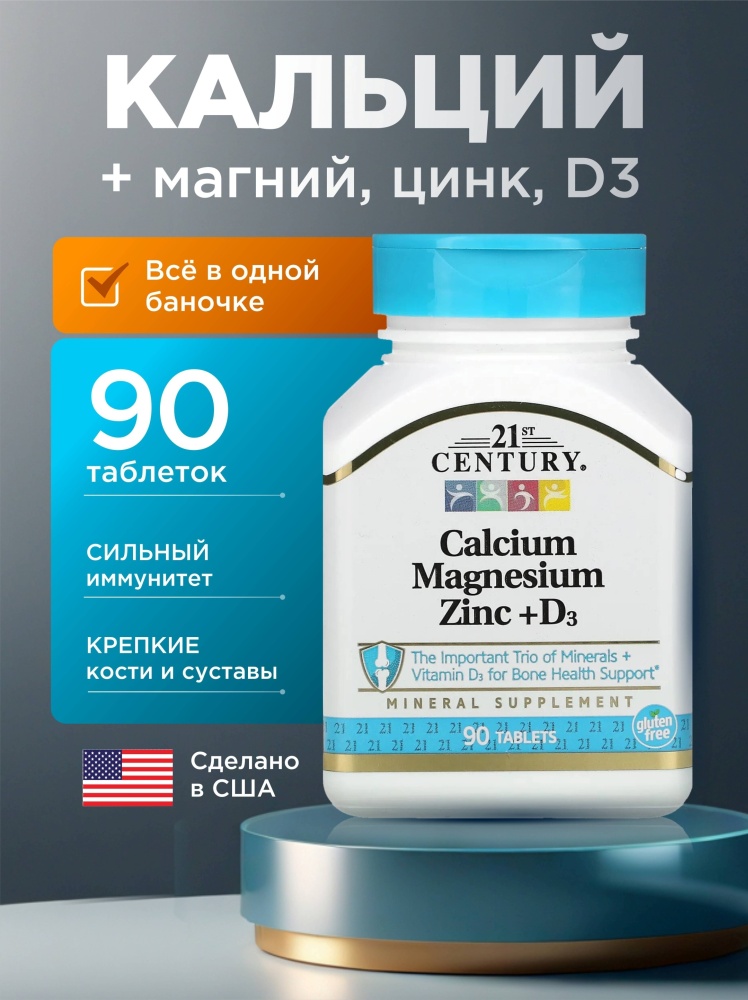 КАЛЬЦИЙ
+ магний, цинк, D3
Всё в одной
баночке
90
таблеток
СИЛЬНЫЙ
иммунитет
КРЕПКИЕ
кости и суставы
Сделано
в США
21ST
CENTURY®
Calcium
Magnesium
Zinc +D3
The Important Trio of Minerals +
Vitamin D3 for Bone Health Support*
MINERAL SUPPLEMENT
90 TABLETS
gluten
free